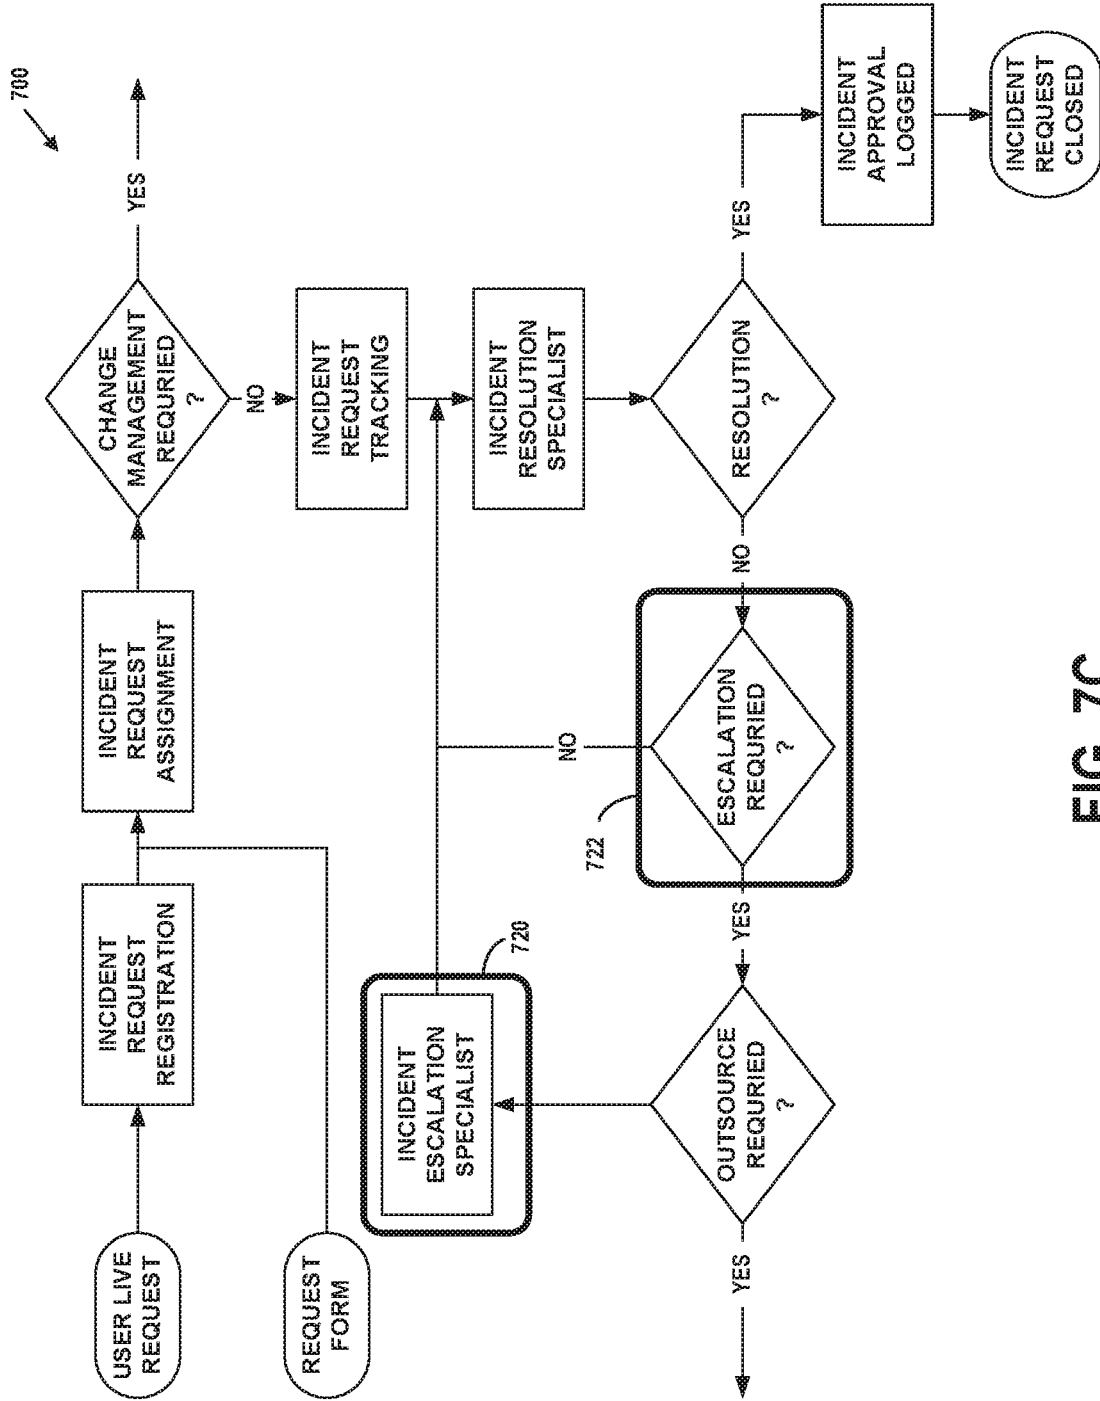 700
USER LIVE
REQUEST
INCIDENT
REQUEST
REGISTRATION
INCIDENT
REQUEST
ASSIGNMENT
CHANGE
MANAGEMENT
REQURIED
?
YES
NO
REQUEST
FORM
INCIDENT
REQUEST
TRACKING
INCIDENT
ESCALATION
SPECIALIST
720
INCIDENT
RESOLUTION
SPECIALIST
NO
722
YES
OUTSOURCE
REQURIED
?
YES
ESCALATION
REQURIED
?
NO
RESOLUTION
?
YES
INCIDENT
APPROVAL
LOGGED
INCIDENT
REQUEST
CLOSED
FIG. 7C